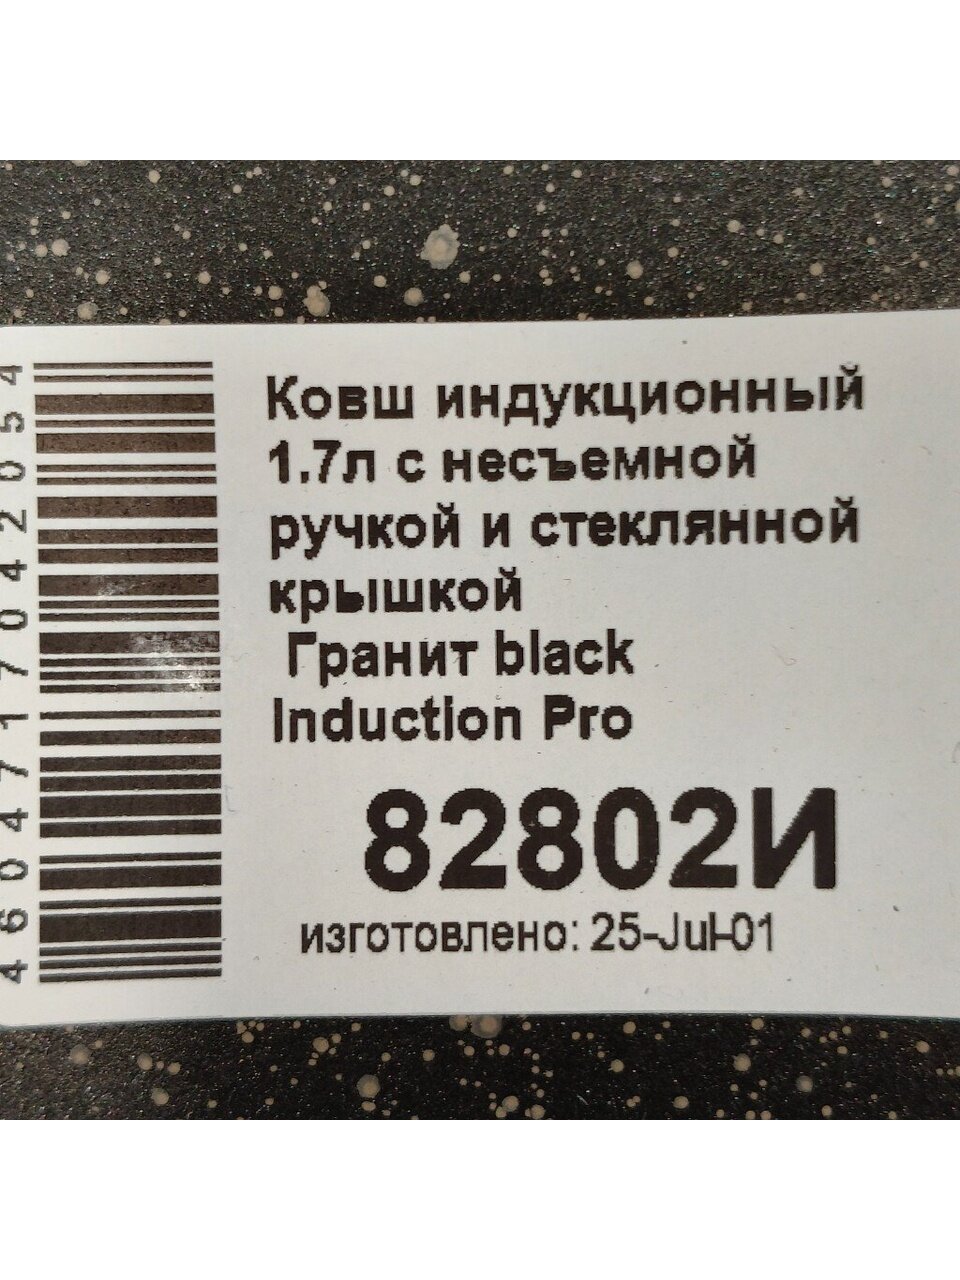 Ковш индукционный
1.7л с несъемной
ручкой и стеклянной
крышкой
Гранит black
Induction Pro
82802И
изготовлено: 25-Jul-01
4604717042054